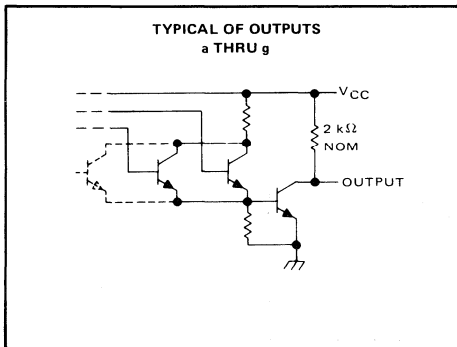 TYPICAL OF OUTPUTS
a THRU g
VCC
2 kΩ
NOM
OUTPUT